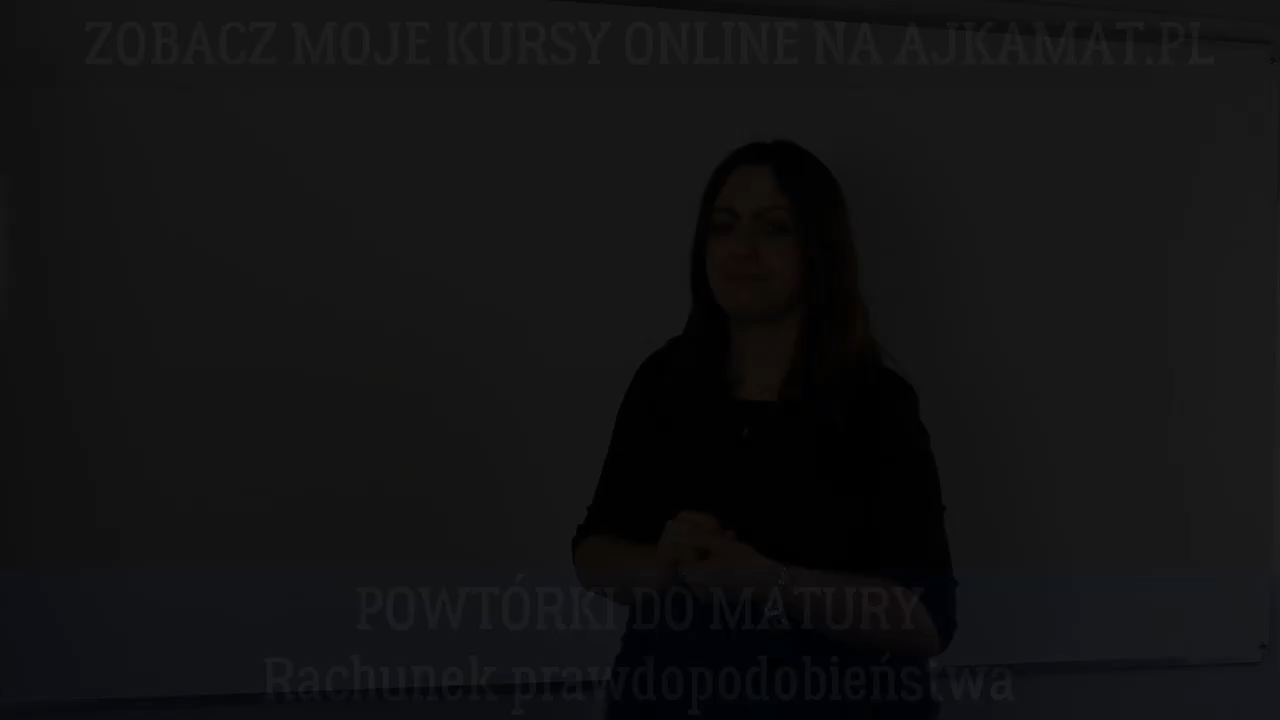 ZOBACZ MOJE KURSY ONLINE NA AJKAMAT.PL
POWTÓRKI DO MATURY
Rachunek prawdopodobieństwa